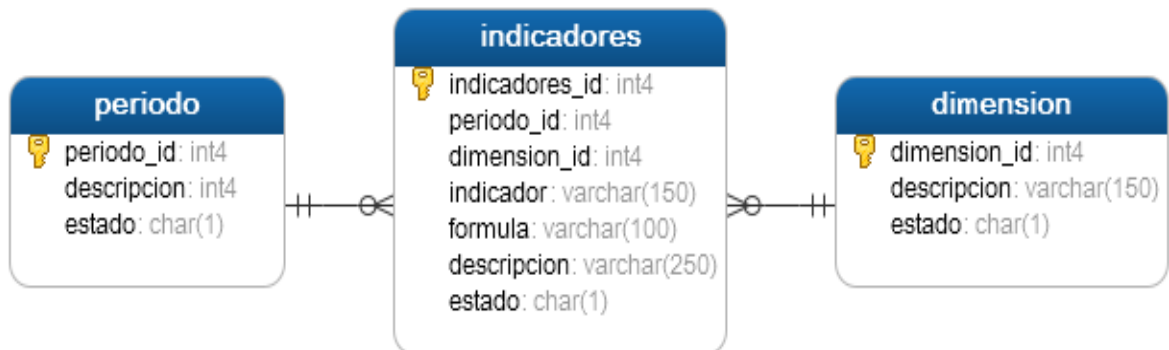 periodo
periodo_id: int4
descripcion: int4
estado: char(1)
indicadores
indicadores_id: int4
periodo_id: int4
dimension_id: int4
indicador: varchar(150)
formula: varchar(100)
descripcion: varchar(250)
estado: char(1)
dimension
dimension_id: int4
descripcion: varchar(150)
estado: char(1)